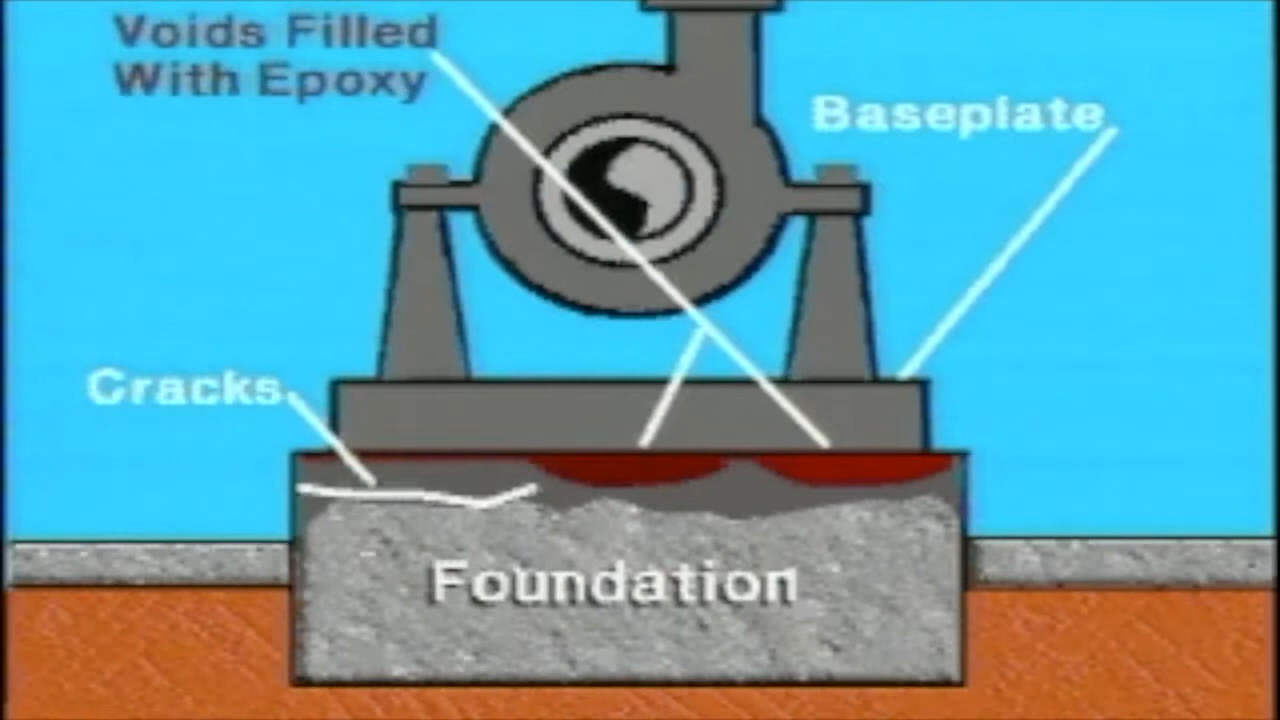 Voids Filled
With Epoxy
Baseplate
Cracks
Foundation